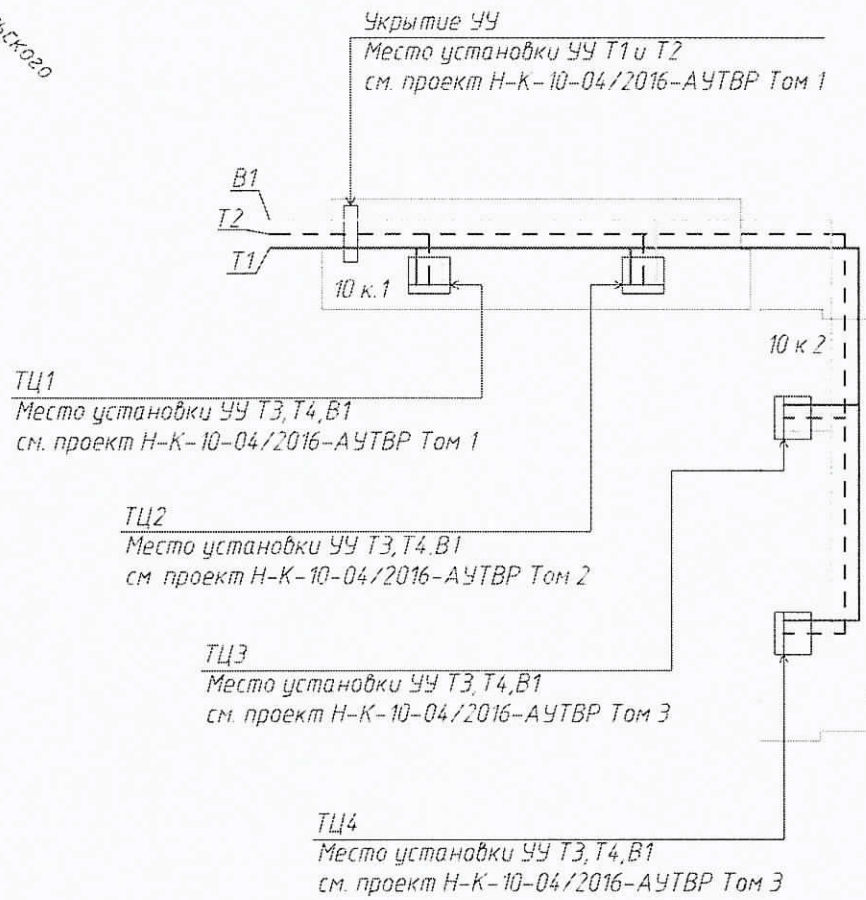 Укрытие УУ
Место установки УУ Т1 и Т2
см. проект Н-К-10-04/2016-АУТВР Том 1
В1
Т2
Т1
10 к.1
10 к 2
ТЦ1
Место установки УУ Т3,Т4,В1
см. проект Н-К-10-04/2016-АУТВР Том 1
ТЦ2
Место установки УУ Т3,Т4.В1
см проект Н-К-10-04/2016-АУТВР Том 2
ТЦ3
Место установки УУ Т3,Т4,В1
см. проект Н-К-10-04/2016-АУТВР Том 3
ТЦ4
Место установки УУ Т3,Т4,В1
см. проект Н-К-10-04/2016-АУТВР Том 3